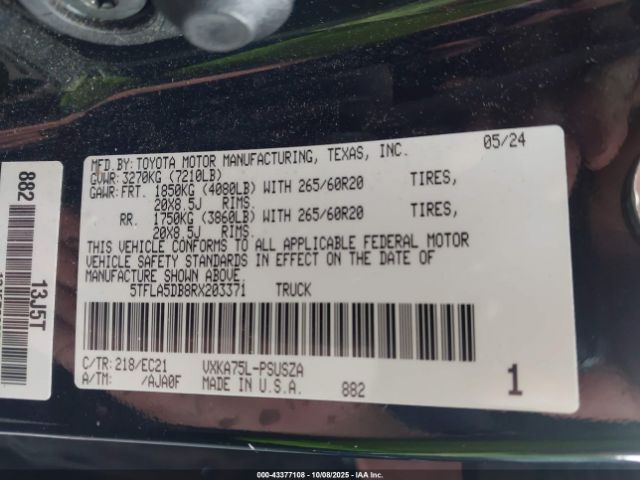 MFD.BY:TOYOTA MOTOR MANUFACTURING, TEXAS, INC. 05/24
GVWR: 3270KG (7210LB)
GAWR: FRT. 1850KG (4080LB) WITH 265/60R20 TIRES,
20X8.5J RIMS.
RR. 1750KG (3860LB) WITH 265/60R20 TIRES,
20X8.5J RIMS.
THIS VEHICLE CONFORMS TO ALL APPLICABLE FEDERAL MOTOR
VEHICLE SAFETY STANDARDS IN EFFECT ON THE DATE OF
MANUFACTURE SHOWN ABOVE.
5TFLA5DB8RX203371 TRUCK
C/TR: 218/EC21 VXKA75L-PSUSZA
A/TM: /AJA0F MADE IN U.S.A. 882 1
882
13J5T
000-43377108 - 10/08/2025 - IAA Inc.